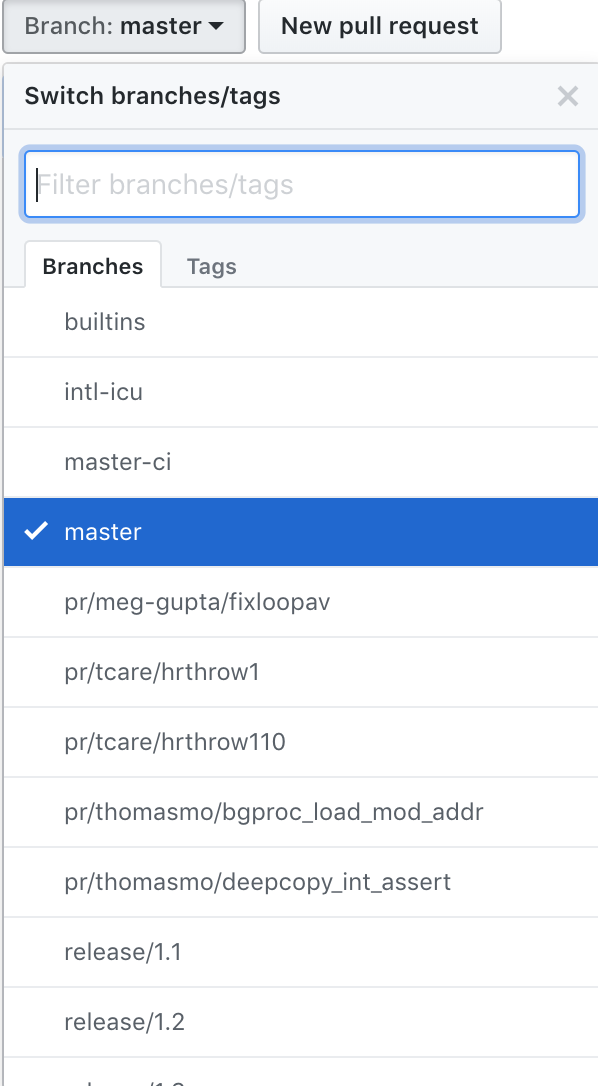 Branch: master New pull request
Switch branches/tags
Filter branches/tags
Branches Tags
builtins
intl-icu
master-ci
master
pr/meg-gupta/fixloopav
pr/tcare/hrthrow1
pr/tcare/hrthrow110
pr/thomasmo/bgproc_load_mod_addr
pr/thomasmo/deepcopy_int_assert
release/1.1
release/1.2